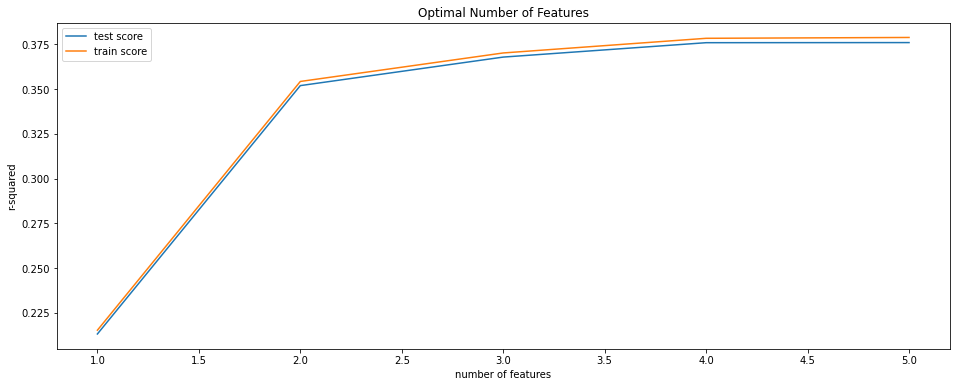 Optimal Number of Features
test score
train score
r-squared
0.375
0.350
0.325
0.300
0.275
0.250
0.225
1.0 1.5 2.0 2.5 3.0 3.5 4.0 4.5 5.0
number of features